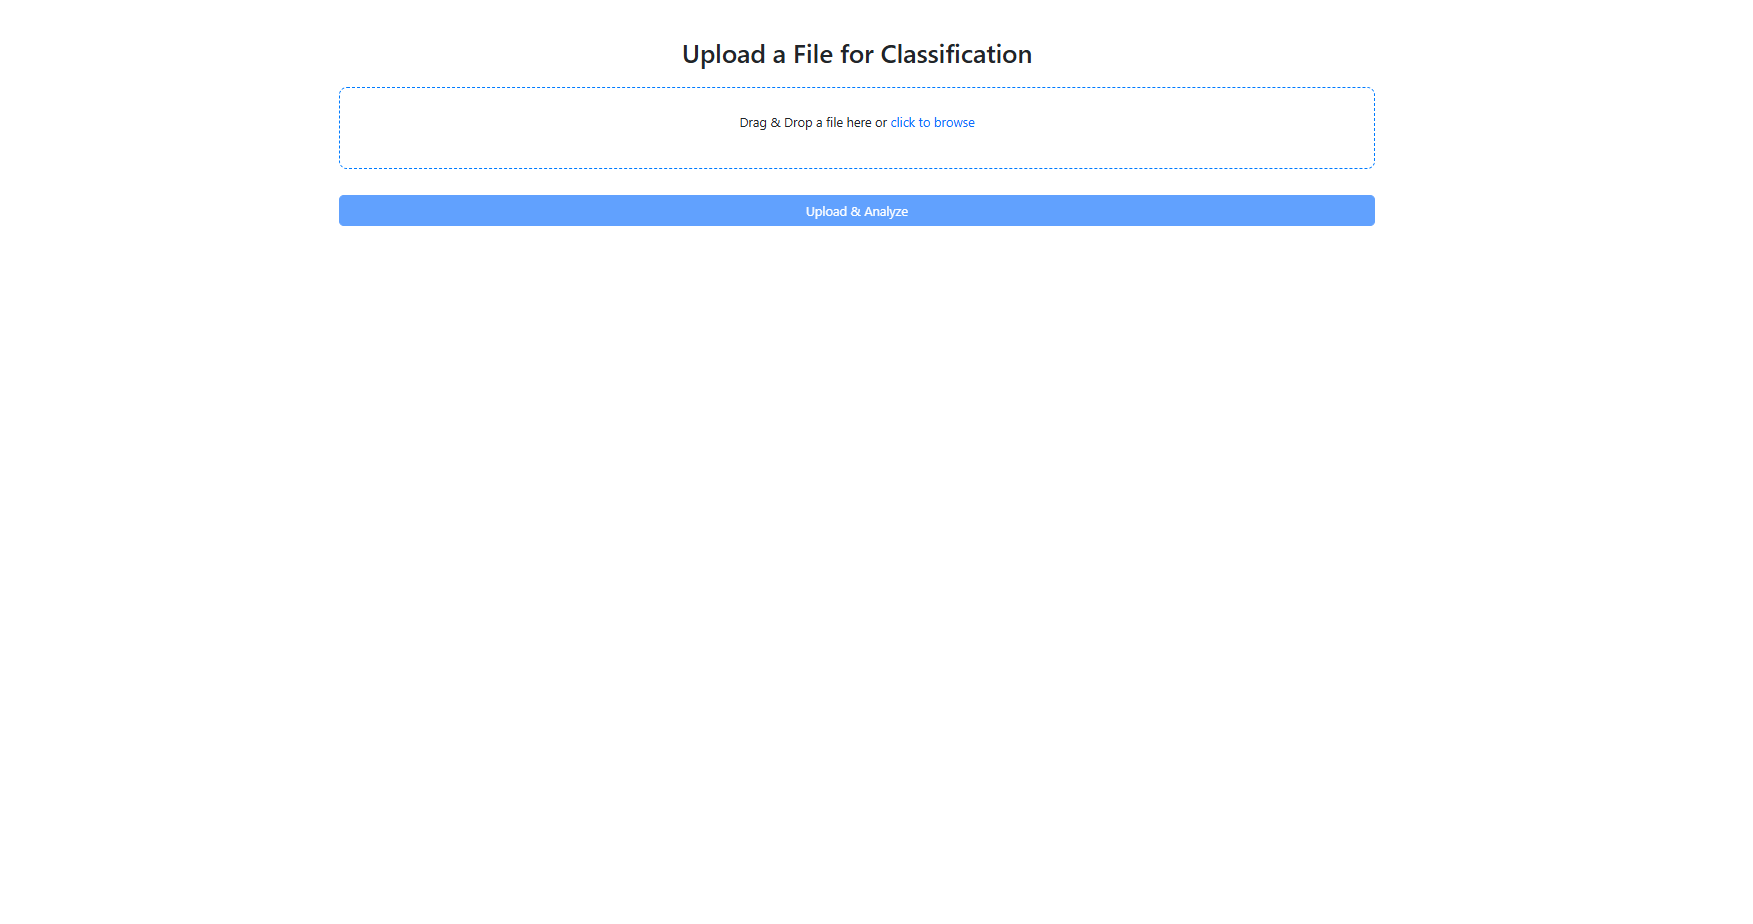 Upload a File for Classification
Drag & Drop a file here or click to browse
Upload & Analyze